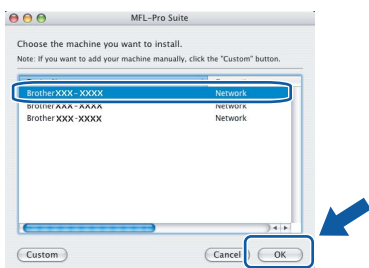 MFL-Pro Suite
Choose the machine you want to install.
Note: If you want to add your machine manually, click the "Custom" button.
Brother XXX - XXXX Network
Brother XXX - XXXX Network
Brother XXX - XXXX Network
Custom Cancel OK